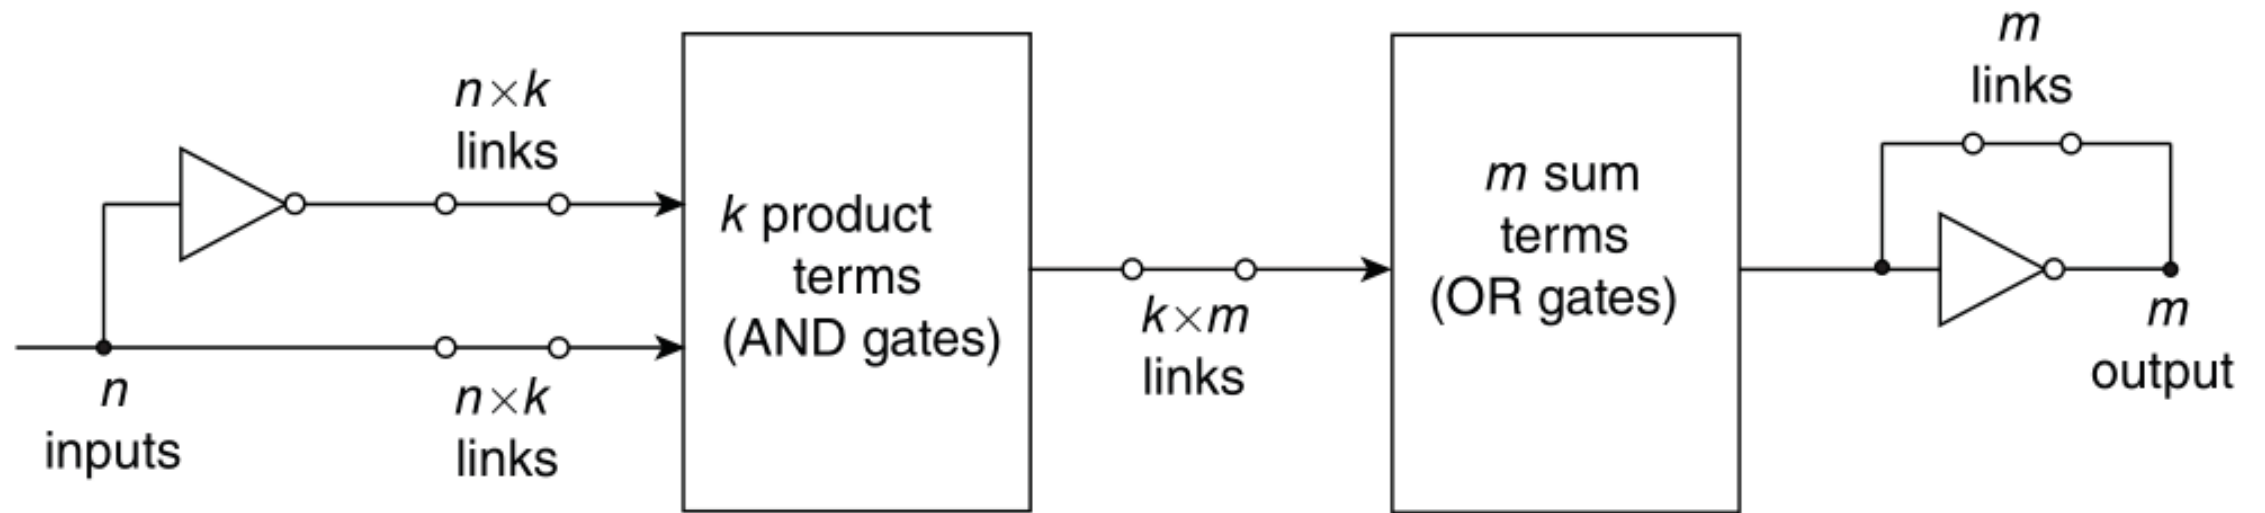 n×k
links
n×k
links
n
inputs
k product
terms
(AND gates)
k×m
links
m sum
terms
(OR gates)
m
links
m
output